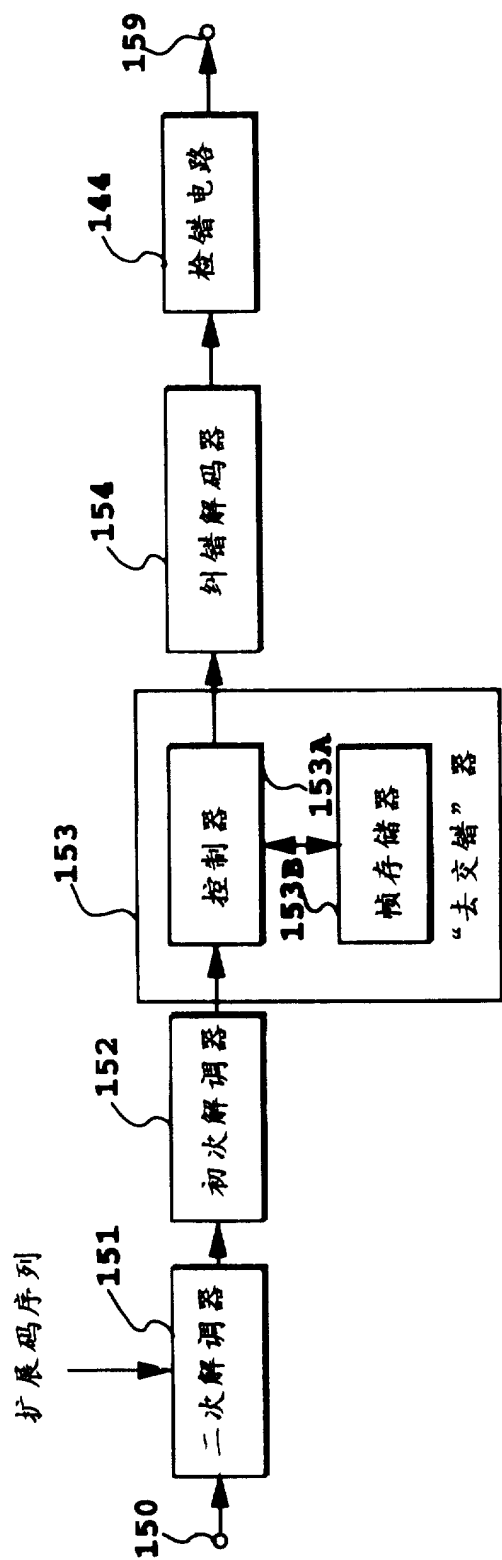 扩展码序列
150
151
二次解调器
152
初次解调器
153
控制器
153A
153B
帧存储器
“去交错”器
154
纠错解码器
144
检错电路
159